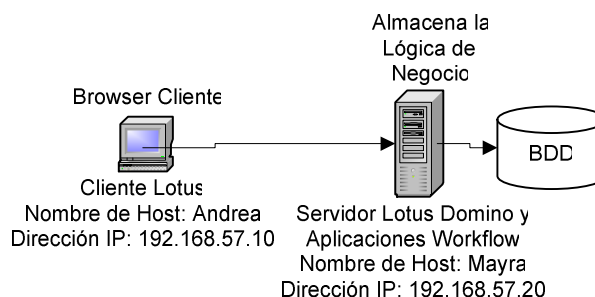 Almacena la
Lógica de
Negocio
Browser Cliente
BDD
Cliente Lotus
Nombre de Host: Andrea
Dirección IP: 192.168.57.10
Servidor Lotus Domino y
Aplicaciones Workflow
Nombre de Host: Mayra
Dirección IP: 192.168.57.20